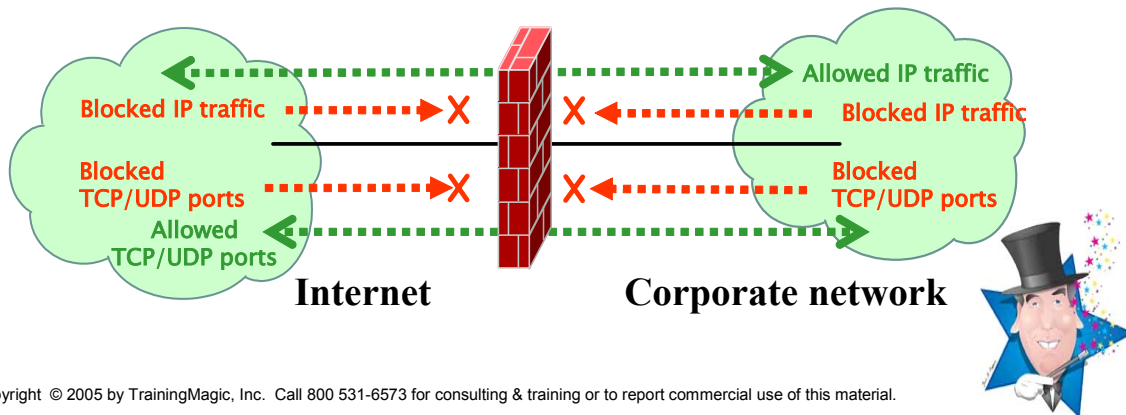 Allowed IP traffic
Blocked IP traffic
Blocked IP traffic
Blocked
TCP/UDP ports
Blocked
TCP/UDP ports
Allowed
TCP/UDP ports
Internet
Corporate network
yright © 2005 by TrainingMagic, Inc. Call 800 531-6573 for consulting & training or to report commercial use of this material.